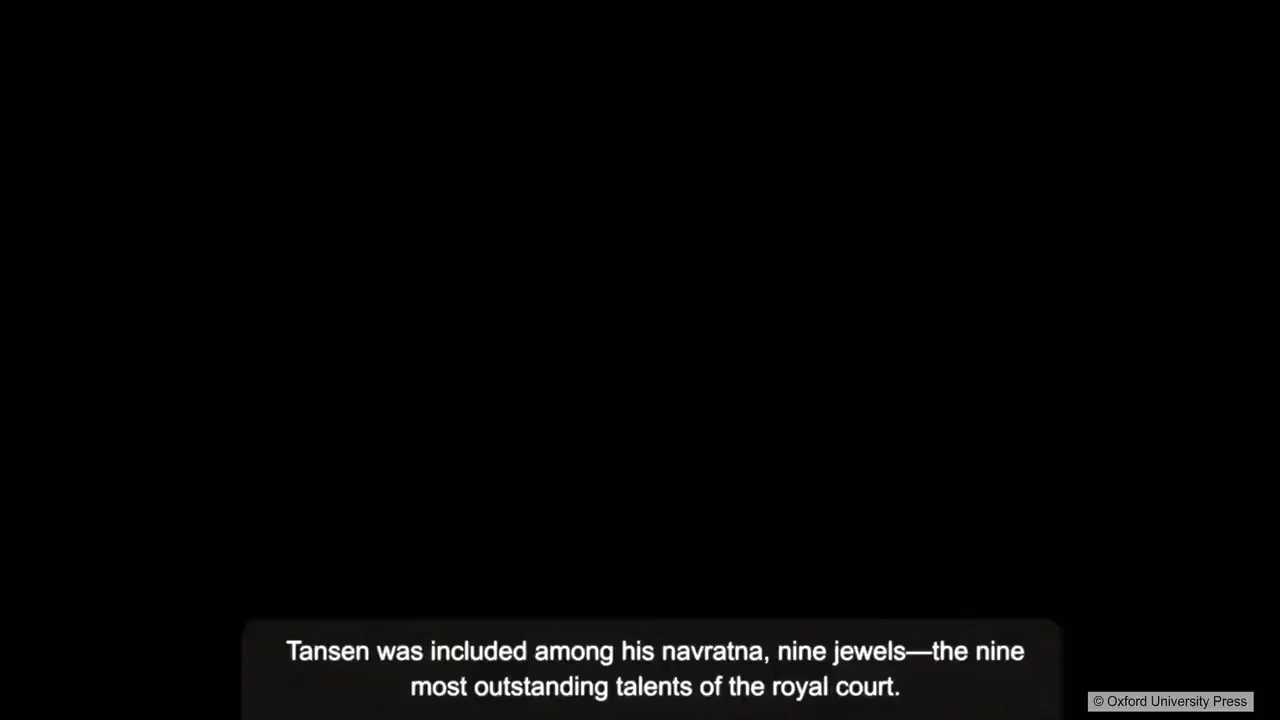 Tansen was included among his navratna, nine jewels—the nine
most outstanding talents of the royal court.
© Oxford University Press